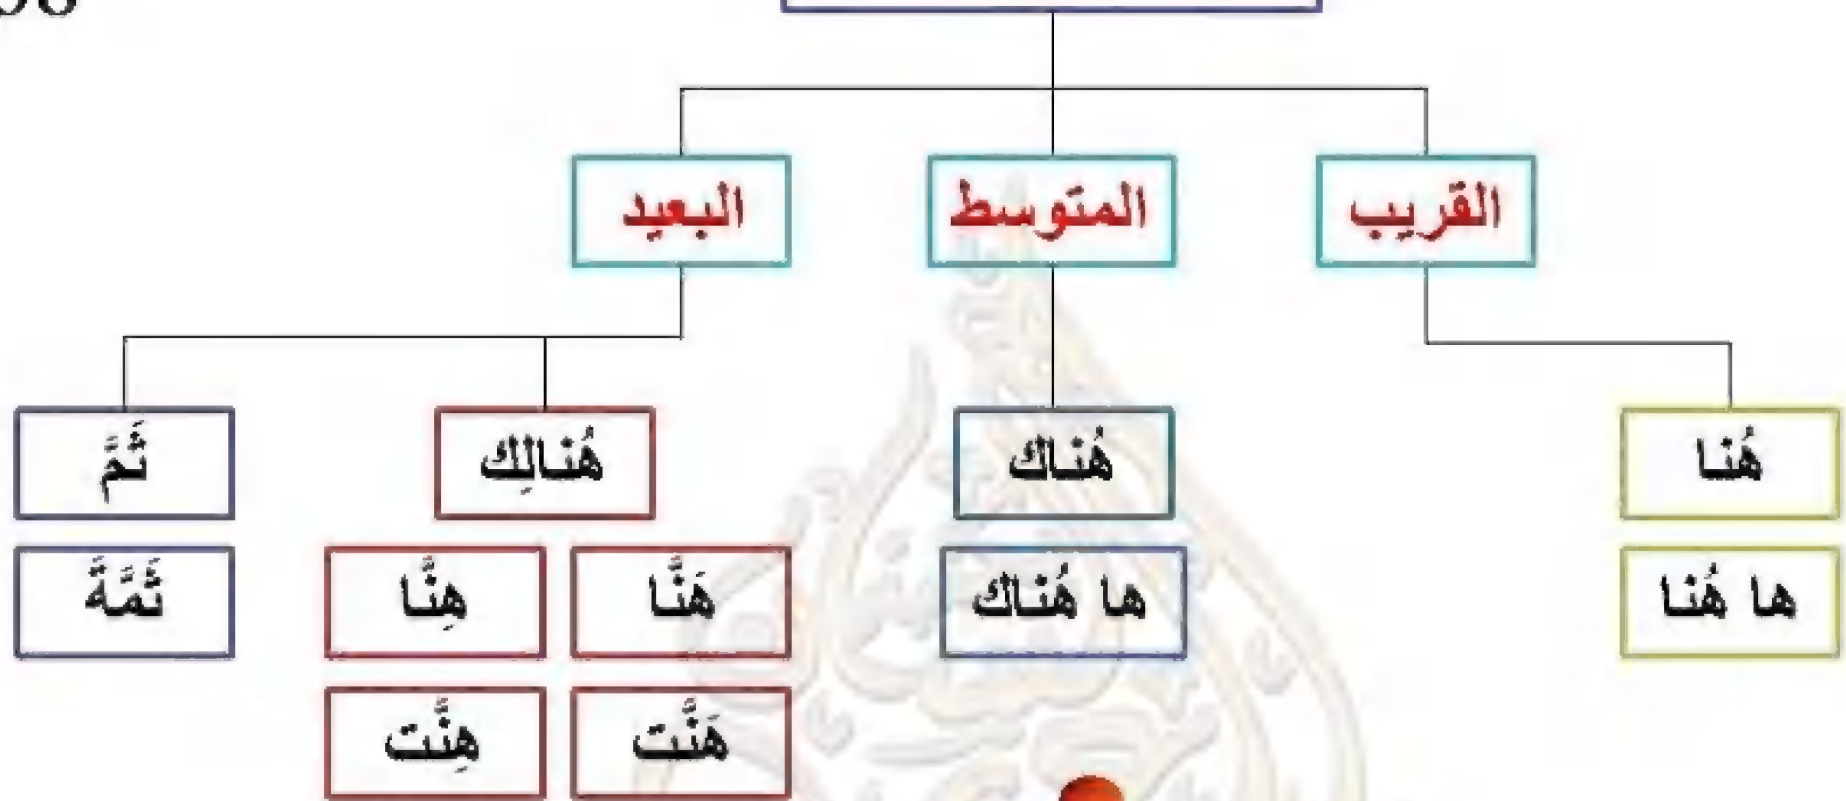 القريب المتوسط البعيد
هُنا هُناك هُنالِك ثَمَّ
ها هُنا ها هُناك هَنَّا هِنَّا ثَمَّةَ
هَنَّت هِنَّت